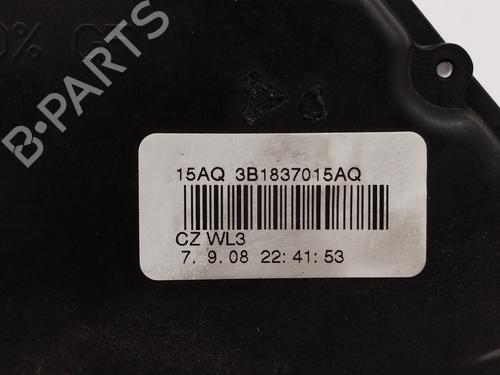 B-PARTS
15AQ 3B1837015AQ
CZ WL3
7. 9.08 22: 41: 53